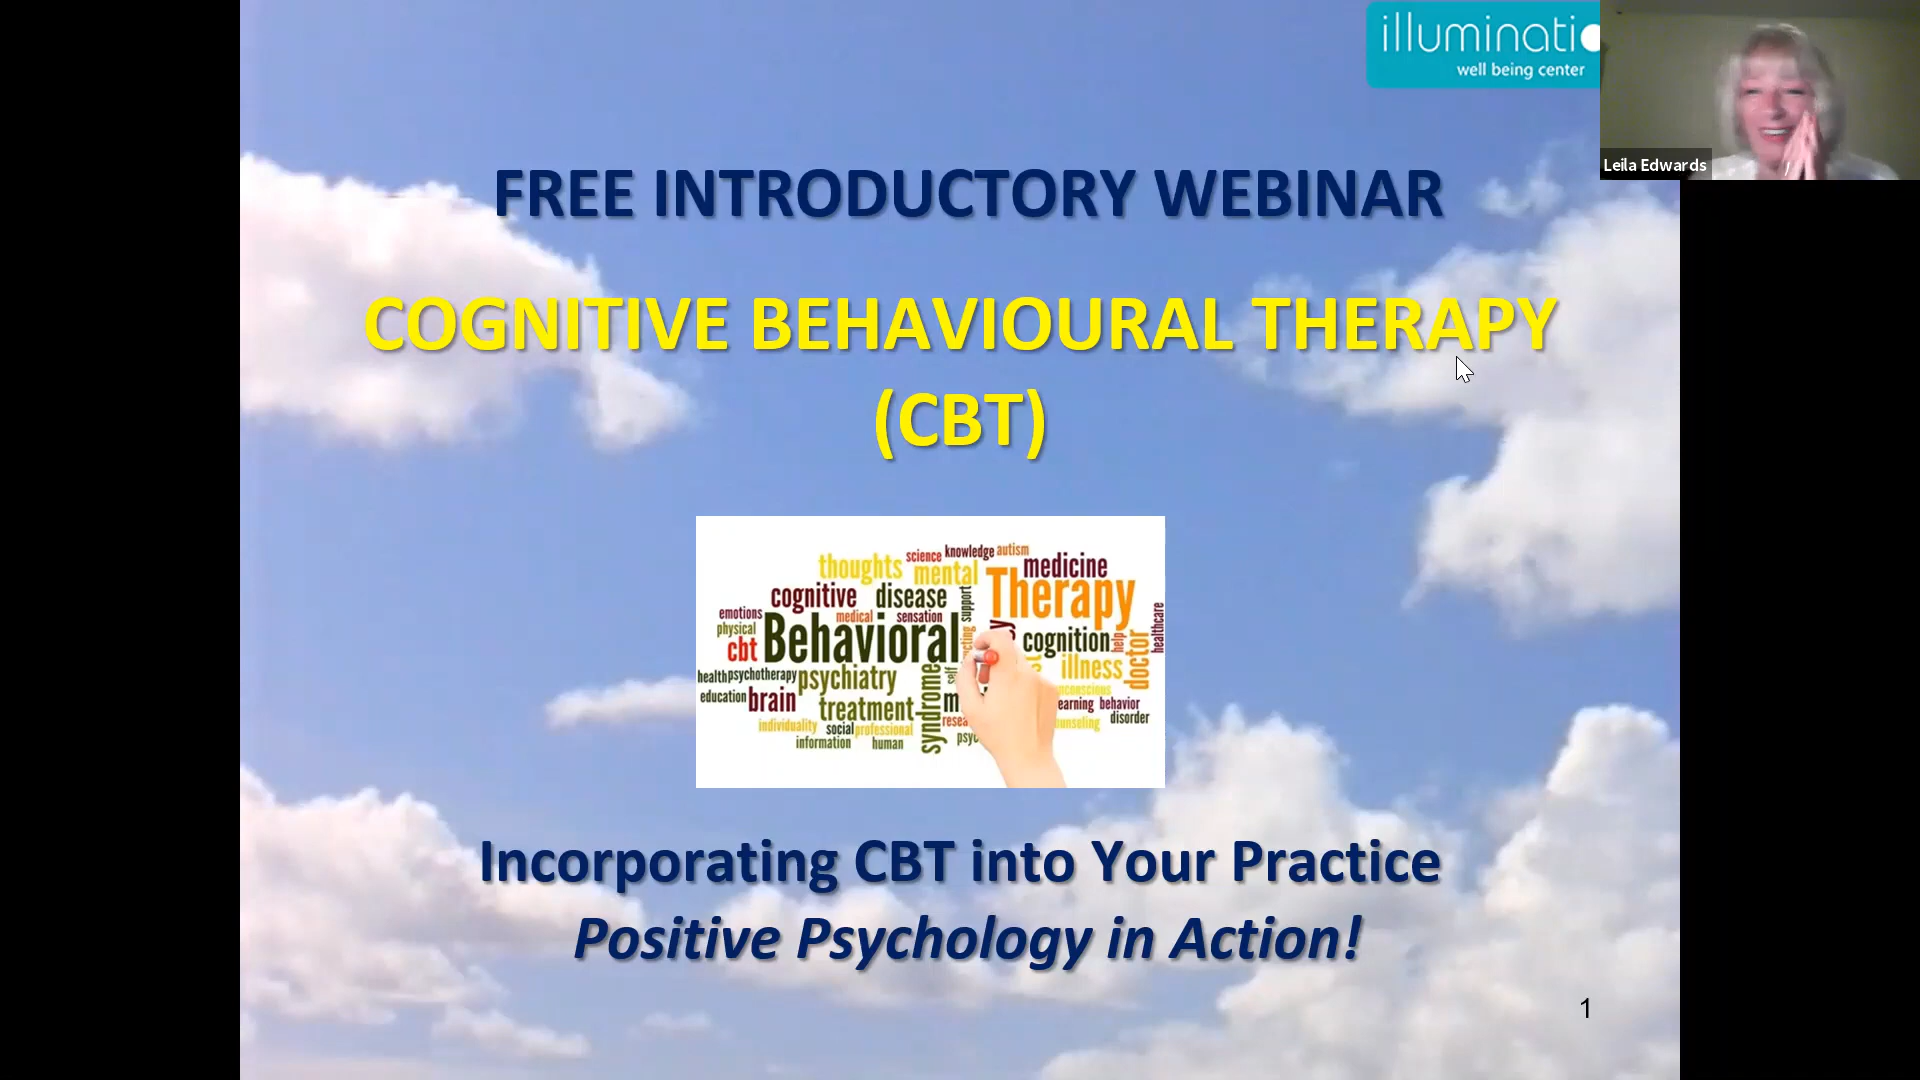 illuminati
well being center
Leila Edwards
FREE INTRODUCTORY WEBINAR
COGNITIVE BEHAVIOURAL THERAPY
(CBT)
science knowledge autism
thoughts mental medicine
Therapy
cognitive disease support
emotions medical sensation
physical Behavioral cognition help healthcare
cbt illness doctor
health psychotherapy psychiatry self
education brain treatment syndrome behavior
individuality social professional disorder
information human
Incorporating CBT into Your Practice
Positive Psychology in Action!
1